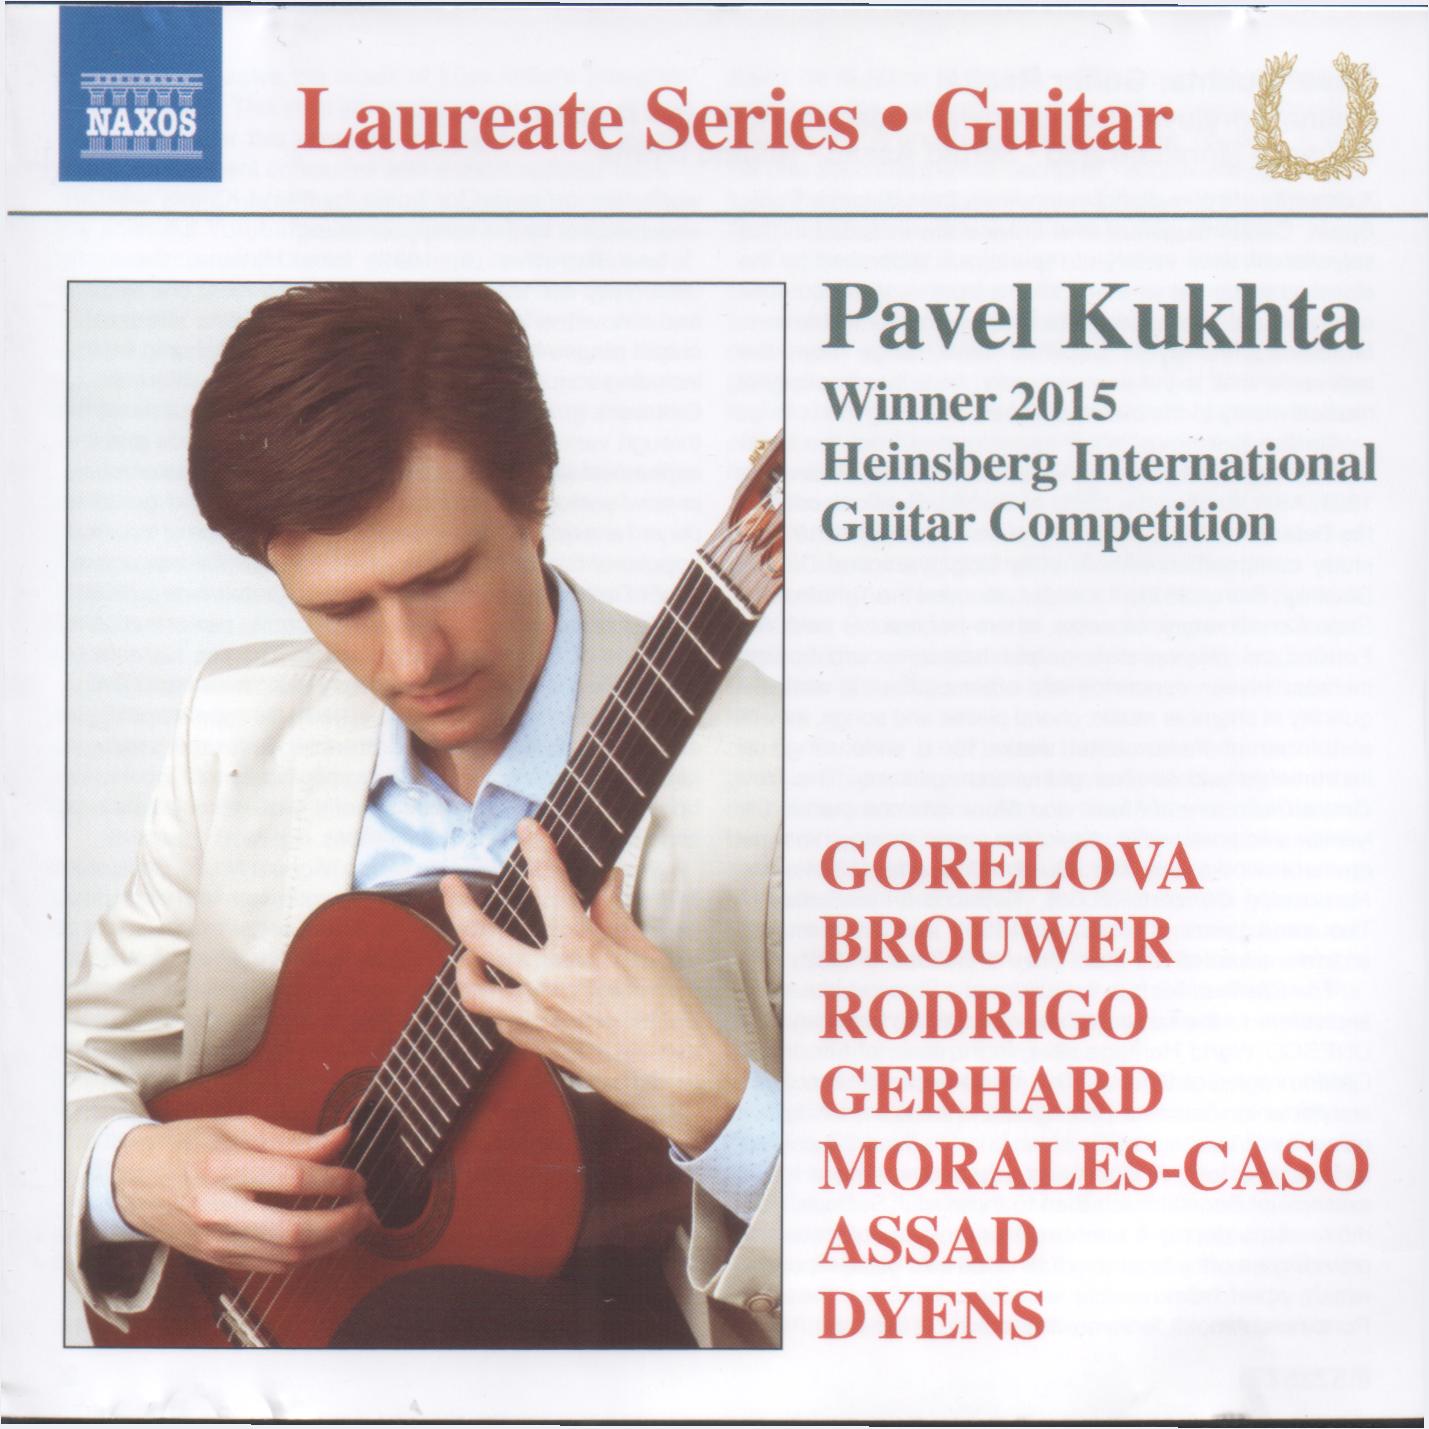 NAXOS
Laureate Series • Guitar
Pavel Kukhta
Winner 2015
Heinsberg International
Guitar Competition
GORELOVA
BROUWER
RODRIGO
GERHARD
MORALES-CASO
ASSAD
DYENS